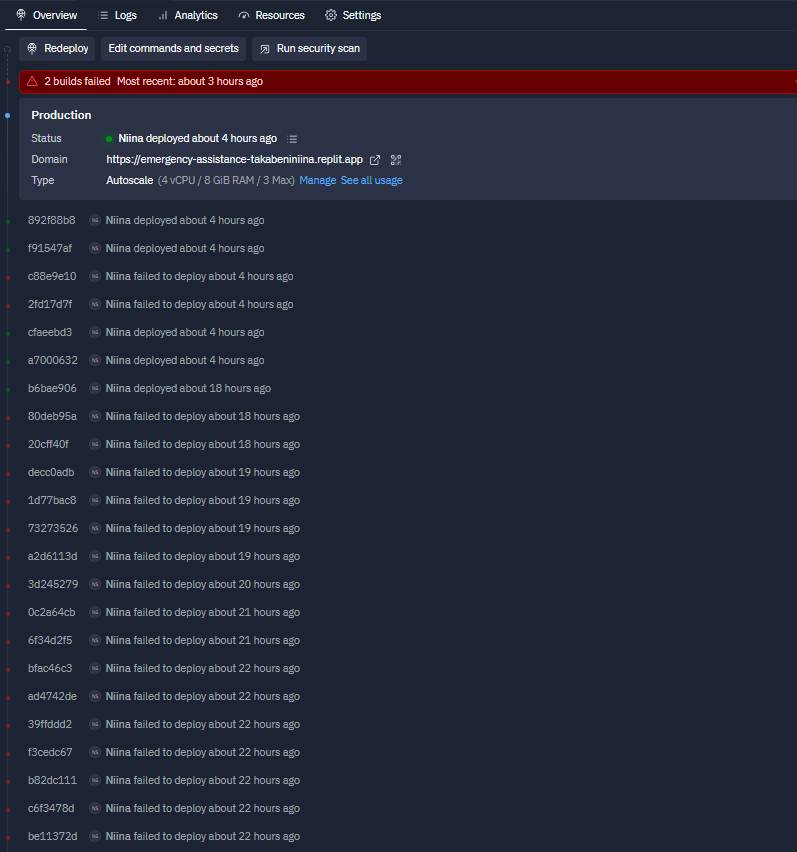 Overview Logs Analytics Resources Settings
Redeploy Edit commands and secrets Run security scan
2 builds failed Most recent: about 3 hours ago
Production
Status Niina deployed about 4 hours ago
Domain https://emergency-assistance-takabeniniina.replit.app
Type Autoscale (4 vCPU / 8 GiB RAM / 3 Max) Manage See all usage
892f88b8 NS Niina deployed about 4 hours ago
f91547af NS Niina deployed about 4 hours ago
c88e9e10 NS Niina failed to deploy about 4 hours ago
2fd17d7f NS Niina failed to deploy about 4 hours ago
cfaeebd3 NS Niina deployed about 4 hours ago
a7000632 NS Niina deployed about 4 hours ago
b6bae906 NS Niina deployed about 18 hours ago
80deb95a NS Niina failed to deploy about 18 hours ago
20cff40f NS Niina failed to deploy about 18 hours ago
decc0adb NS Niina failed to deploy about 19 hours ago
1d77bac8 NS Niina failed to deploy about 19 hours ago
73273526 NS Niina failed to deploy about 19 hours ago
a2d6113d NS Niina failed to deploy about 19 hours ago
3d245279 NS Niina failed to deploy about 20 hours ago
0c2a64cb NS Niina failed to deploy about 21 hours ago
6f34d2f5 NS Niina failed to deploy about 21 hours ago
bfac46c3 NS Niina failed to deploy about 22 hours ago
ad4742de NS Niina failed to deploy about 22 hours ago
39ffddd2 NS Niina failed to deploy about 22 hours ago
f3cedc67 NS Niina failed to deploy about 22 hours ago
b82dc111 NS Niina failed to deploy about 22 hours ago
c6f3478d NS Niina failed to deploy about 22 hours ago
be11372d NS Niina failed to deploy about 22 hours ago